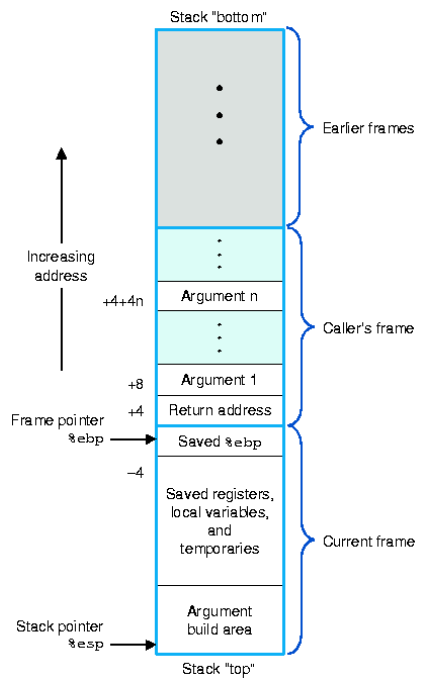 Stack "bottom"
Earlier frames
Increasing
address
+4+4n
Argument n
Caller's frame
+8
Argument 1
+4
Return address
Frame pointer
%ebp
Saved %ebp
−4
Saved registers,
local variables,
and
temporaries
Current frame
Argument
build area
Stack pointer
%esp
Stack "top"